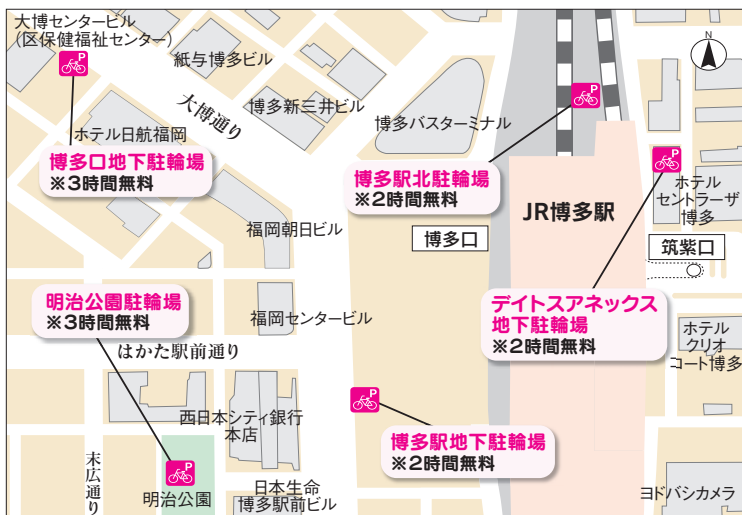 大博センタービル
(区保健福祉センター)
P
紙与博多ビル
大博通り
博多新三井ビル
博多バスターミナル
P
N
ホテル日航福岡
博多口地下駐輪場
※3時間無料
博多駅北駐輪場
※2時間無料
P
ホテル
セントラーザ
博多
JR博多駅
福岡朝日ビル
博多口
筑紫口
明治公園駐輪場
※3時間無料
福岡センタービル
デイトスアネックス
地下駐輪場
※2時間無料
はかた駅前通り
ホテル
クリオ
コート博多
P
西日本シティ銀行
本店
博多駅地下駐輪場
※2時間無料
末広通り
P
明治公園
日本生命
博多駅前ビル
ヨドバシカメラ